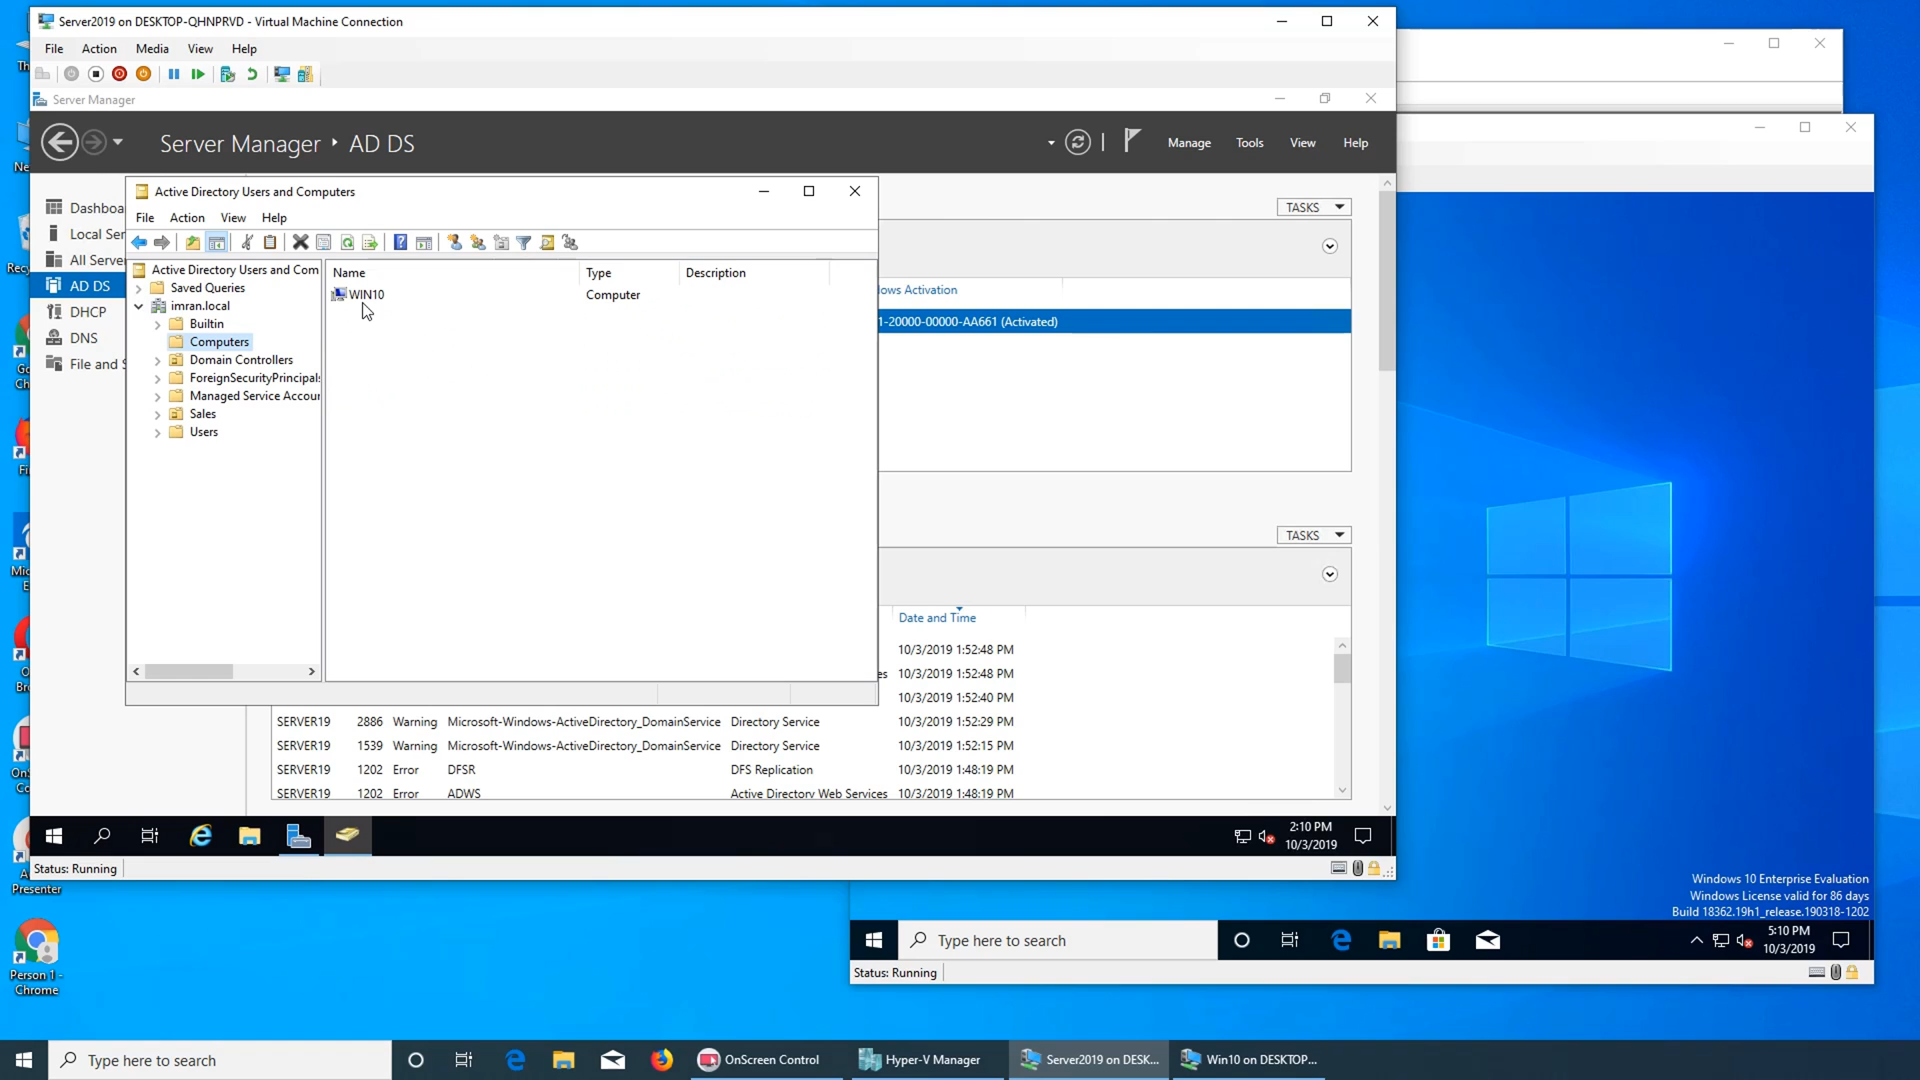 Server2019 on DESKTOP-QHNPRVD - Virtual Machine Connection
File Action Media View Help
Server Manager
Server Manager AD DS
Manage Tools View Help
Active Directory Users and Computers
File Action View Help
Dashboa
Local Ser
All Server
AD DS
DHCP
DNS
File and S
Active Directory Users and Com
Saved Queries
imran.local
Builtin
Computers
Domain Controllers
ForeignSecurityPrincipals
Managed Service Accour
Sales
Users
Name Type Description
WIN10 Computer
TASKS
dows Activation
1-20000-00000-AA661 (Activated)
TASKS
Date and Time
10/3/2019 1:52:48 PM
es 10/3/2019 1:52:48 PM
10/3/2019 1:52:40 PM
SERVER19 2886 Warning Microsoft-Windows-ActiveDirectory_DomainService Directory Service 10/3/2019 1:52:29 PM
SERVER19 1539 Warning Microsoft-Windows-ActiveDirectory_DomainService Directory Service 10/3/2019 1:52:15 PM
SERVER19 1202 Error DFSR DFS Replication 10/3/2019 1:48:19 PM
SERVER19 1202 Error ADWS Active Directory Web Services 10/3/2019 1:48:19 PM
2:10 PM
10/3/2019
Status: Running
Presenter
Person 1 -
Chrome
Windows 10 Enterprise Evaluation
Windows License valid for 86 days
Build 18362.19h1_release.190318-1202
Type here to search
5:10 PM
10/3/2019
Status: Running
Type here to search
OnScreen Control
Hyper-V Manager
Server2019 on DESK...
Win10 on DESKTOP...